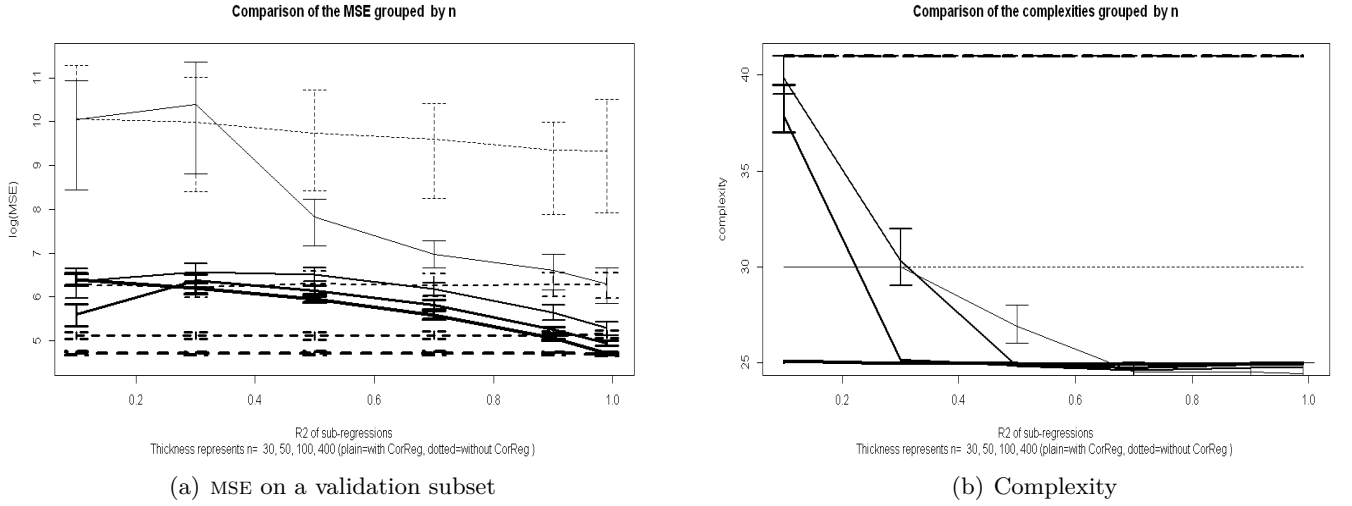 Comparison of the MSE grouped by n
log(MSE)
11
10
9
8
7
6
5
0.2 0.4 0.6 0.8 1.0
R2 of sub-regressions
Thickness represents n= 30, 50, 100, 400 (plain=with CorReg, dotted=without CorReg )
(a) MSE on a validation subset
Comparison of the complexities grouped by n
complexity
40
35
30
25
0.2 0.4 0.6 0.8 1.0
R2 of sub-regressions
Thickness represents n= 30, 50, 100, 400 (plain=with CorReg, dotted=without CorReg )
(b) Complexity